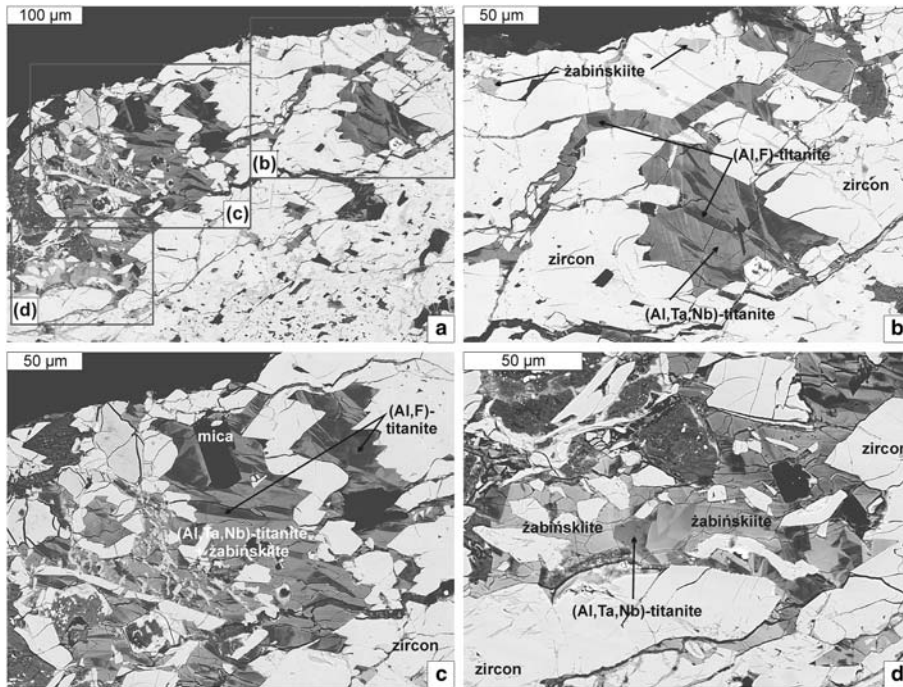 100 µm
(b)
(c)
(d)
a
50 µm
żabińskiite
(Al,F)-titanite
zircon
zircon
(Al,Ta,Nb)-titanite
b
50 µm
(Al,F)-
titanite
mica
(Al,Ta,Nb)-titanite
żabińskiite
zircon
c
50 µm
zircon
żabińskiite
żabińskiite
(Al,Ta,Nb)-titanite
zircon
d